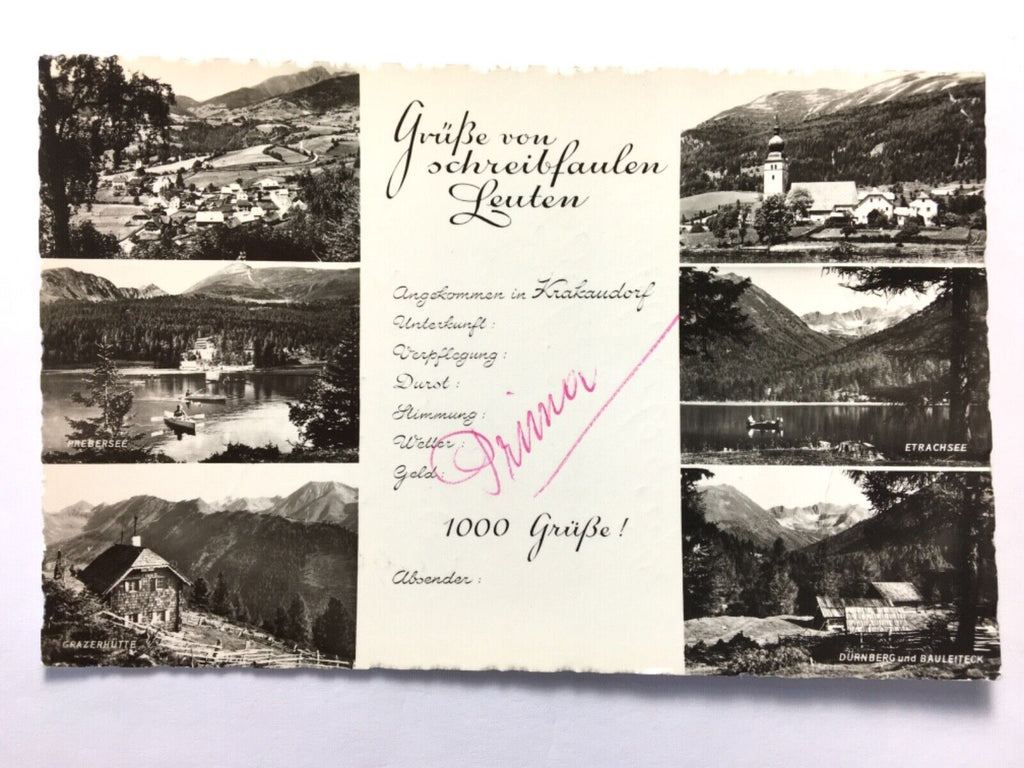 Grüße von
schreibfaulen
Leuten
Angekommen in Krakaudorf
Unterkunft:
Verpflegung:
Durst:
Stimmung:
Wetter:
Geld:
Prima
1000 Grüße!
Absender:
PREBERSEE
GRAZERHÜTTE
ETRACHSEE
DÜRNBERG und BAULEITECK